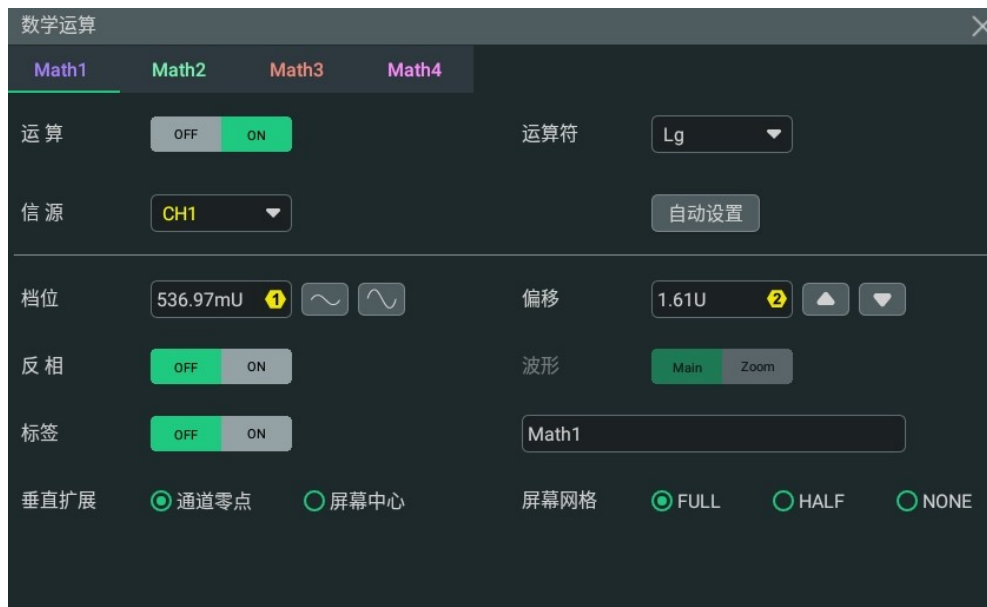 数学运算
Math1 Math2 Math3 Math4
运算 OFF ON 运算符 Lg
信源 CH1 自动设置
档位 536.97mU 1 偏移 1.61U 2
反相 OFF ON 波形 Main Zoom
标签 OFF ON Math1
垂直扩展 通道零点 屏幕中心 屏幕网格 FULL HALF NONE